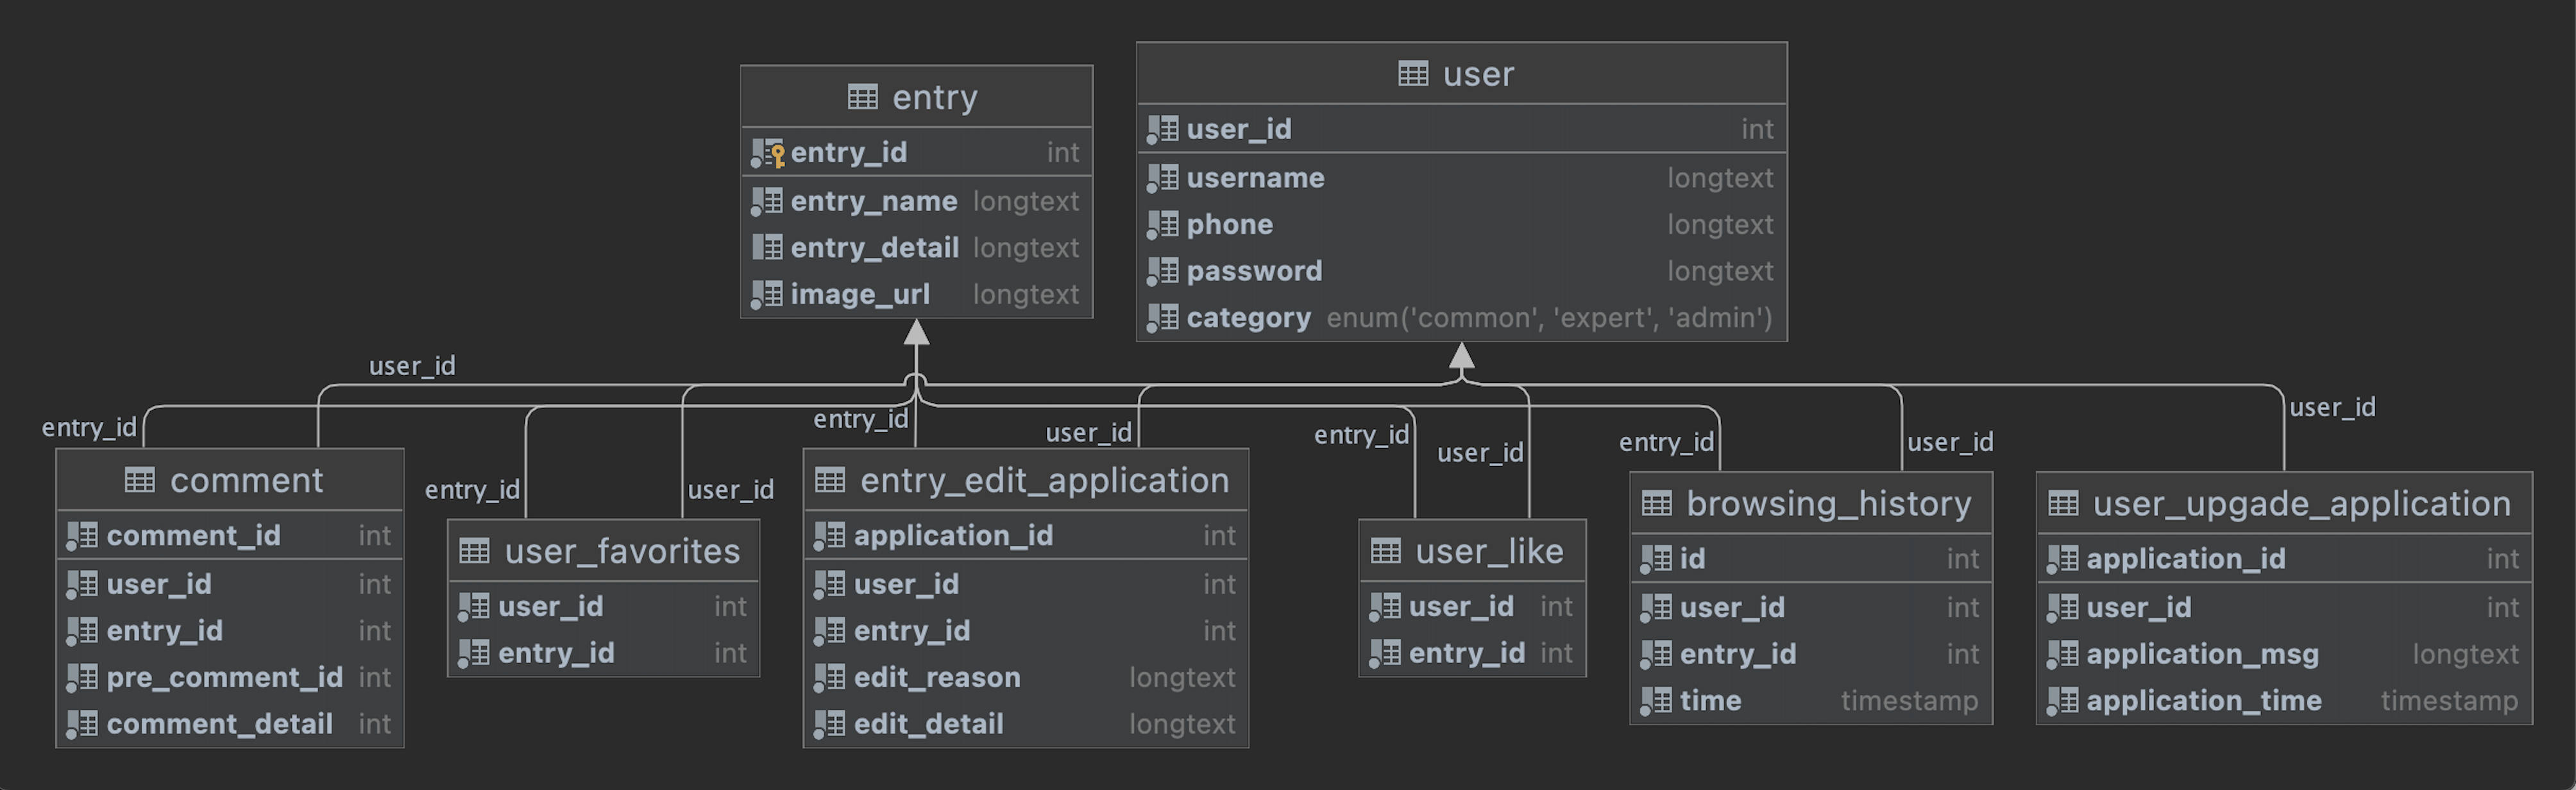 entry
entry_id int
entry_name longtext
entry_detail longtext
image_url longtext
user
user_id int
username longtext
phone longtext
password longtext
category enum('common', 'expert', 'admin')
user_id
entry_id
entry_id
user_id
entry_id
user_id
entry_id
user_id
entry_id
user_id
user_id
comment
comment_id int
user_id int
entry_id int
pre_comment_id int
comment_detail int
user_favorites
user_id int
entry_id int
entry_edit_application
application_id int
user_id int
entry_id int
edit_reason longtext
edit_detail longtext
user_like
user_id int
entry_id int
browsing_history
id int
user_id int
entry_id int
time timestamp
user_upgade_application
application_id int
user_id int
application_msg longtext
application_time timestamp